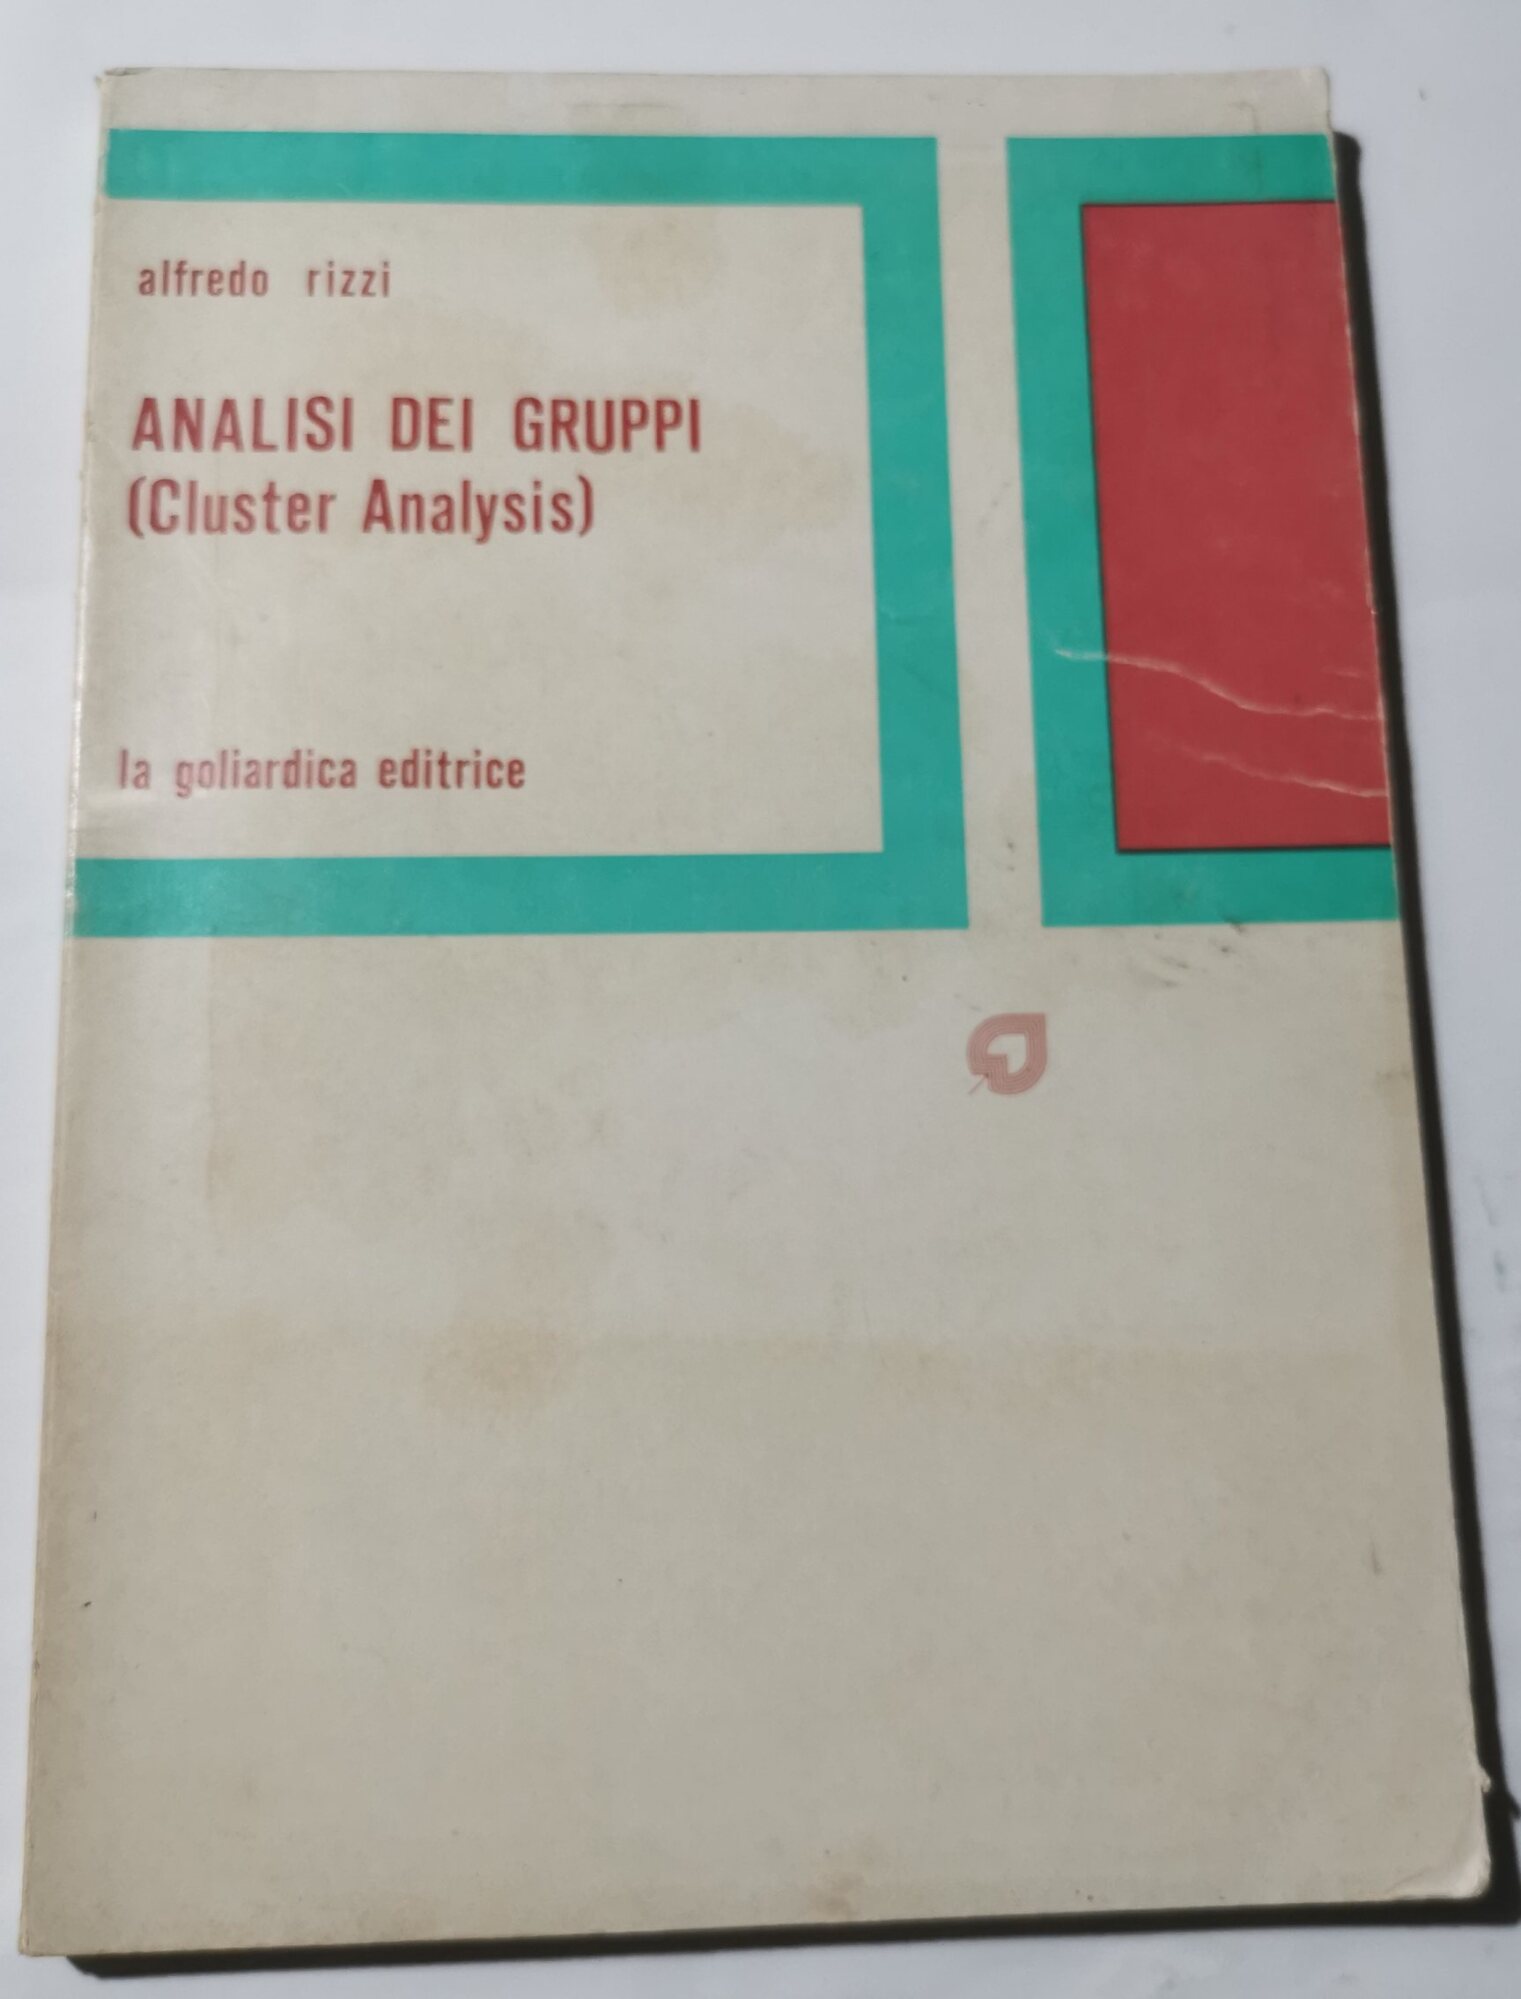 alfredo rizzi
ANALISI DEI GRUPPI
(Cluster Analysis)
la goliardica editrice